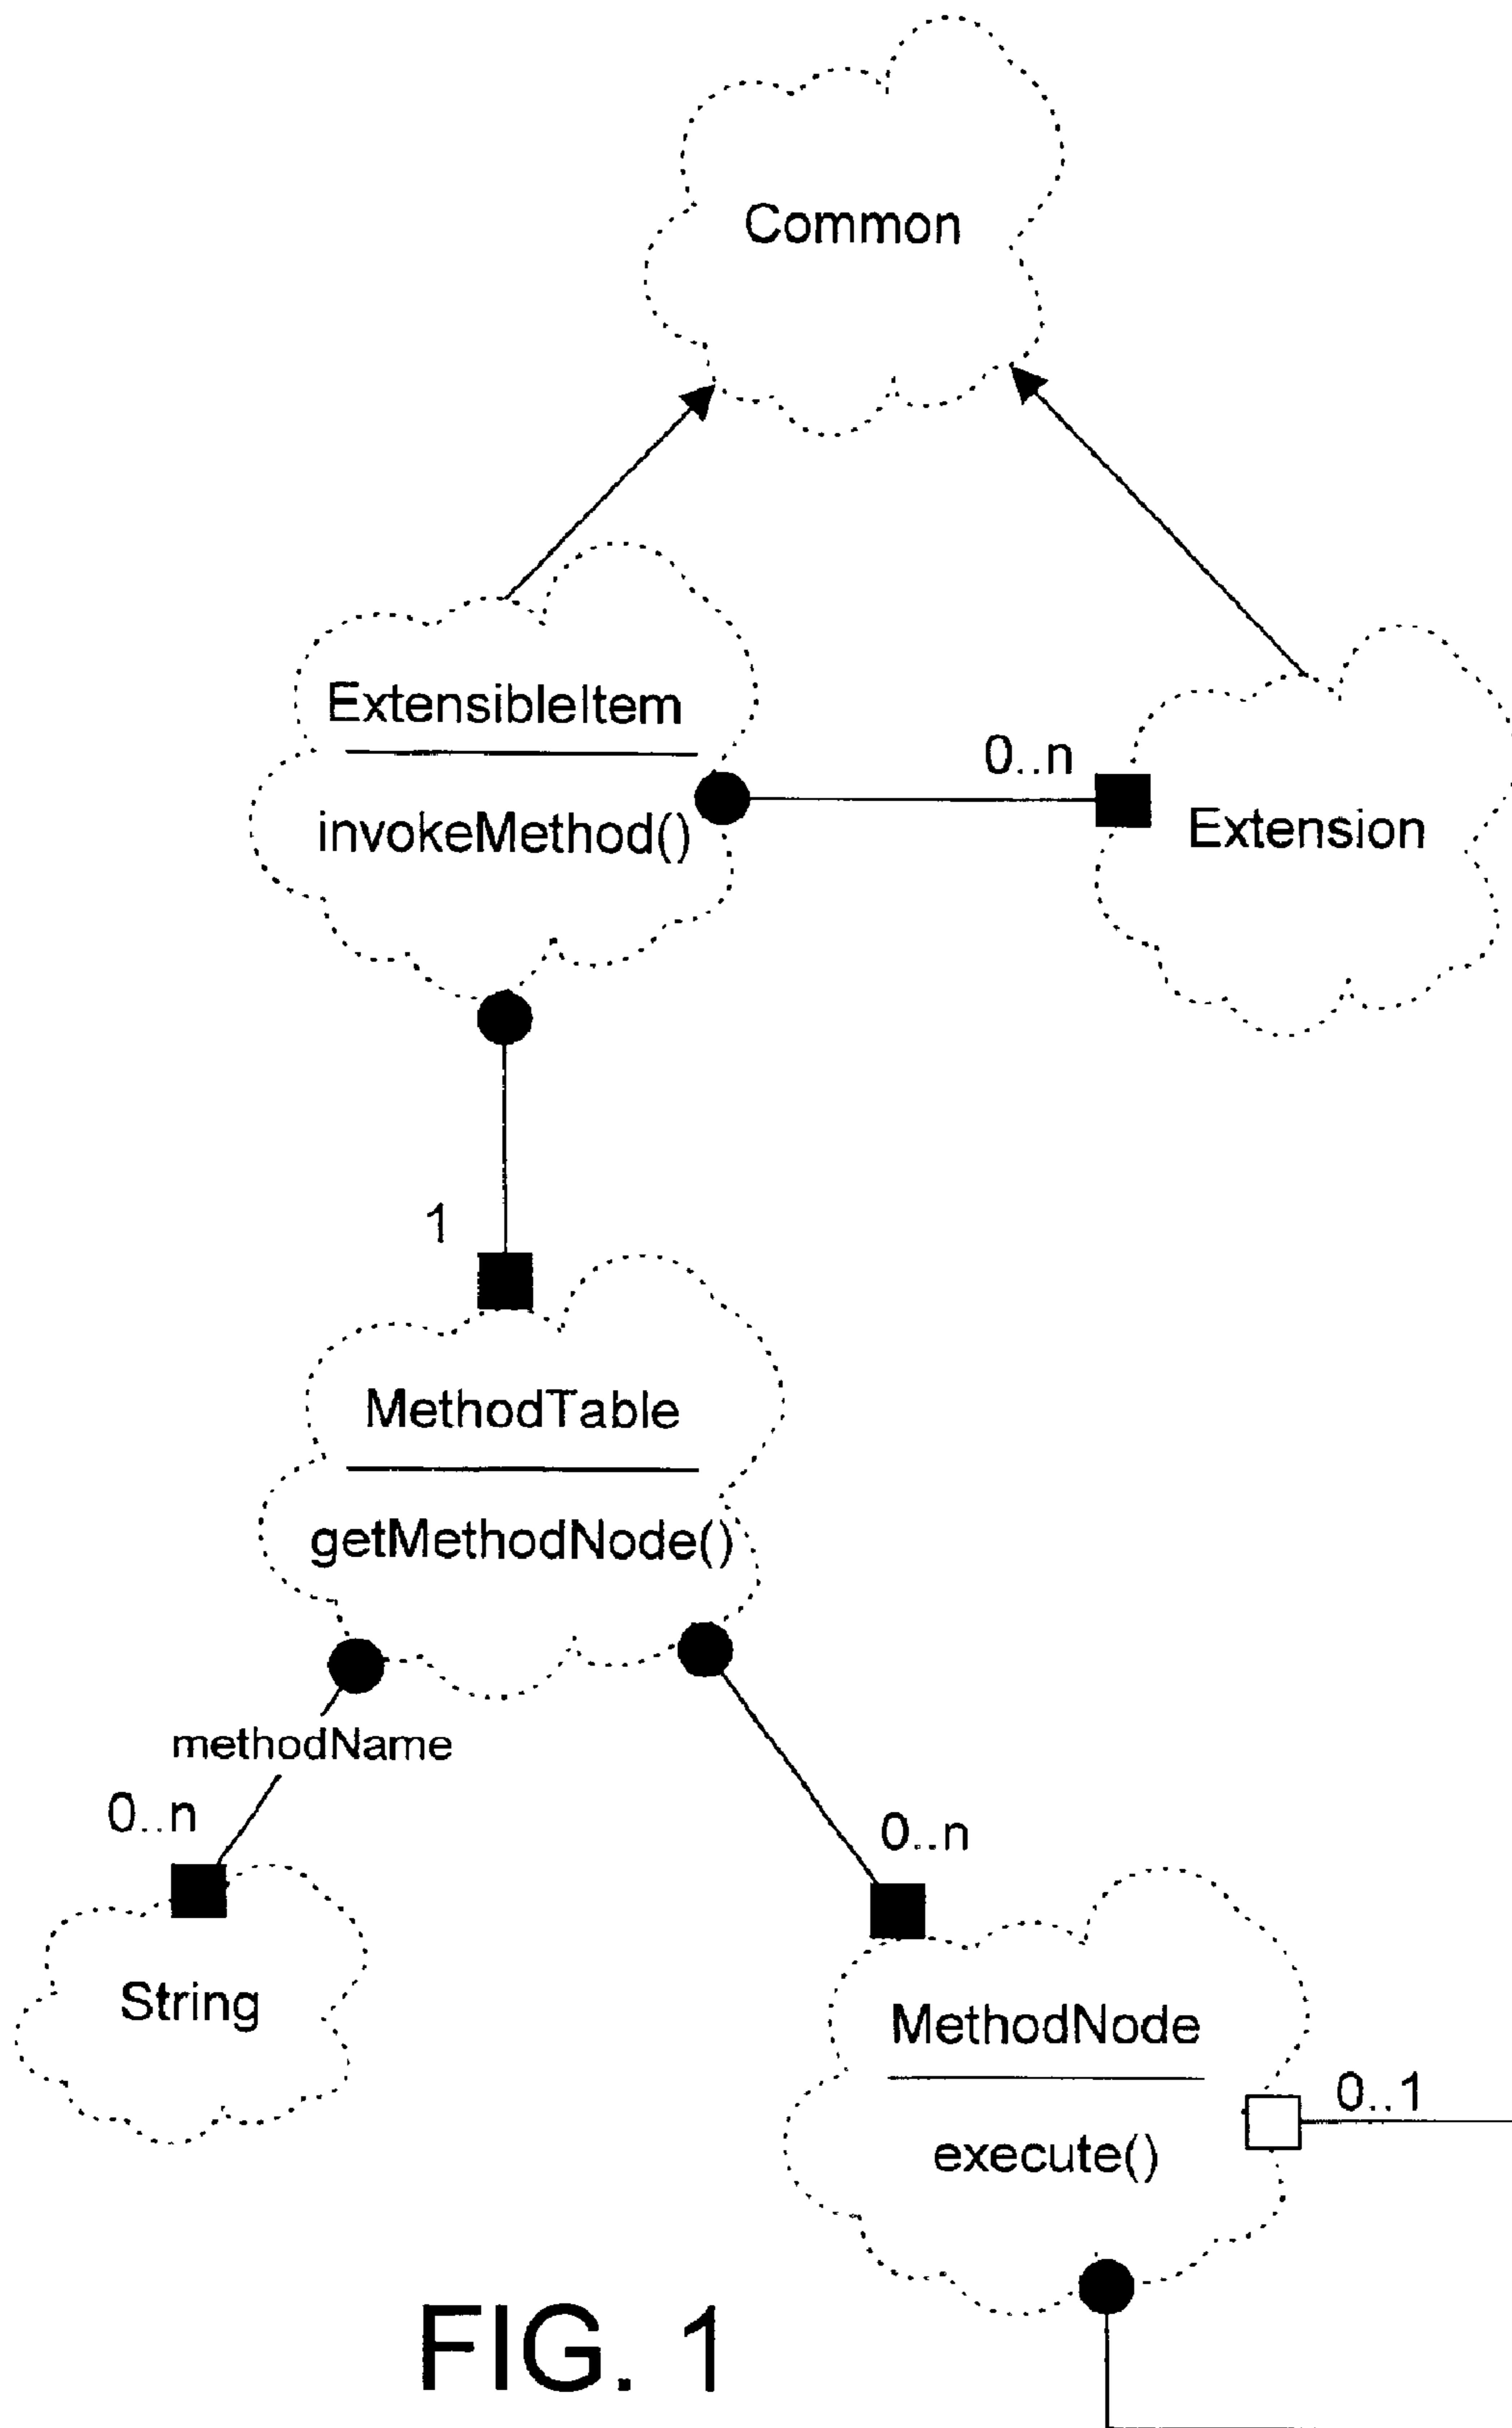 Common
ExtensibleItem
invokeMethod()
0..n
Extension
1
MethodTable
getMethodNode()
methodName
0..n
0..n
String
MethodNode
0..1
execute()
FIG. 1